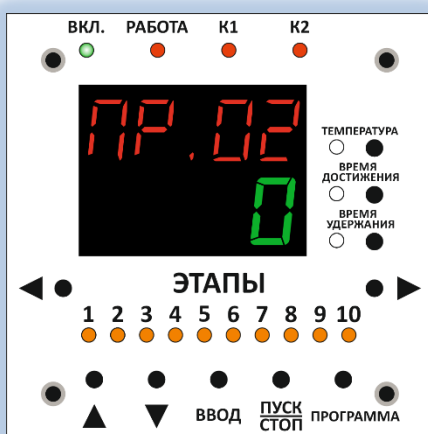 ВКЛ. РАБОТА К1 К2
ПР.02
0
ТЕМПЕРАТУРА
ВРЕМЯ
ДОСТИЖЕНИЯ
ВРЕМЯ
УДЕРЖАНИЯ
ЭТАПЫ
1 2 3 4 5 6 7 8 9 10
ВВОД ПУСК СТОП ПРОГРАММА